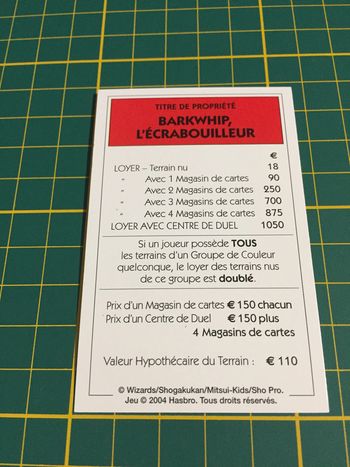 TITRE DE PROPRIÉTÉ
BARKWHIP,
L'ÉCRABOUILLEUR
€
LOYER – Terrain nu 18
" Avec 1 Magasin de cartes 90
" Avec 2 Magasins de cartes 250
" Avec 3 Magasins de cartes 700
" Avec 4 Magasins de cartes 875
LOYER AVEC CENTRE DE DUEL 1050
Si un joueur possède TOUS
les terrains d'un Groupe de Couleur
quelconque, le loyer des terrains nus
de ce groupe est doublé.
Prix d'un Magasin de cartes € 150 chacun
Prix d'un Centre de Duel € 150 plus
4 Magasins de cartes
Valeur Hypothécaire du Terrain : € 110
© Wizards/Shogakukan/Mitsui-Kids/Sho Pro.
Jeu © 2004 Hasbro. Tous droits réservés.